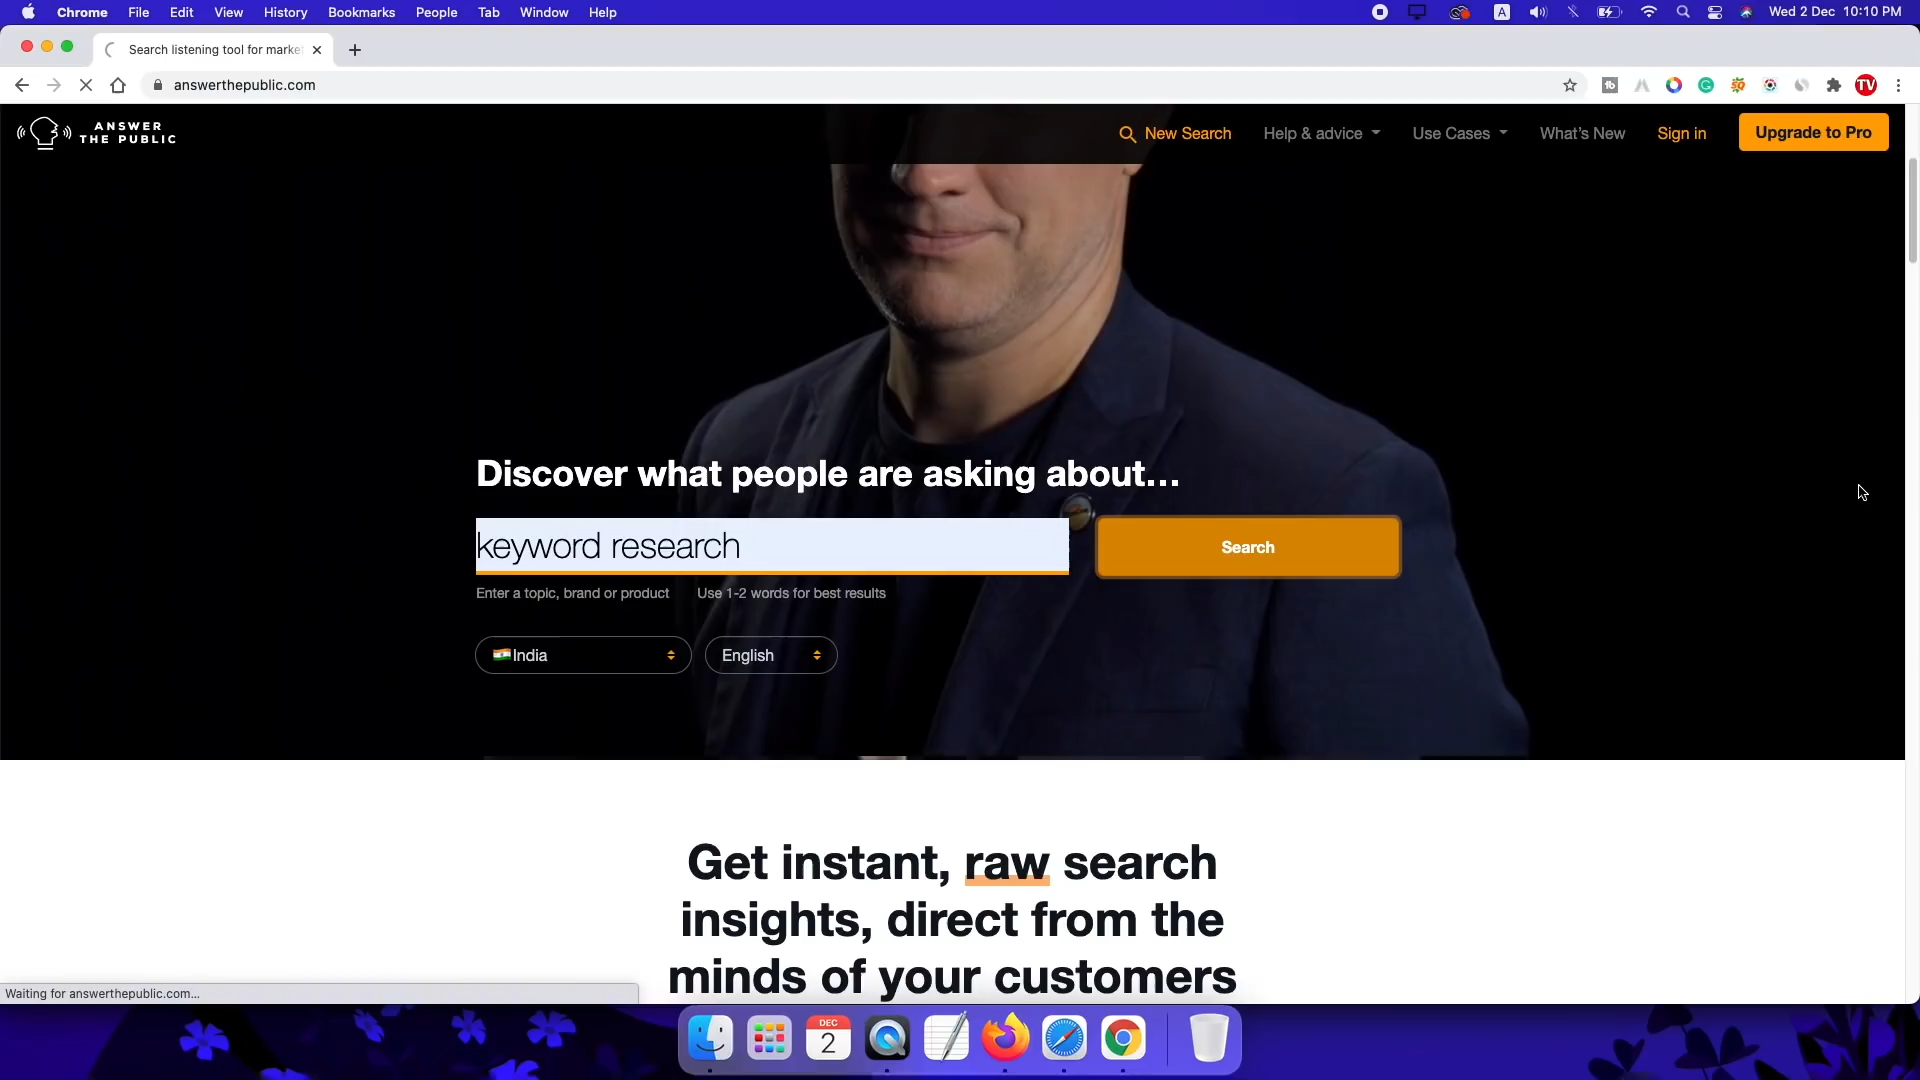 Chrome File Edit View History Bookmarks People Tab Window Help
A
Wed 2 Dec 10:10 PM
Search listening tool for marke
answerthepublic.com
tb
TV
ANSWER
THE PUBLIC
New Search
Help & advice
Use Cases
What's New
Sign in
Upgrade to Pro
Discover what people are asking about...
keyword research
Search
Enter a topic, brand or product
Use 1-2 words for best results
India
English
Get instant, raw search
insights, direct from the
minds of your customers
Waiting for answerthepublic.com...
DEC
2